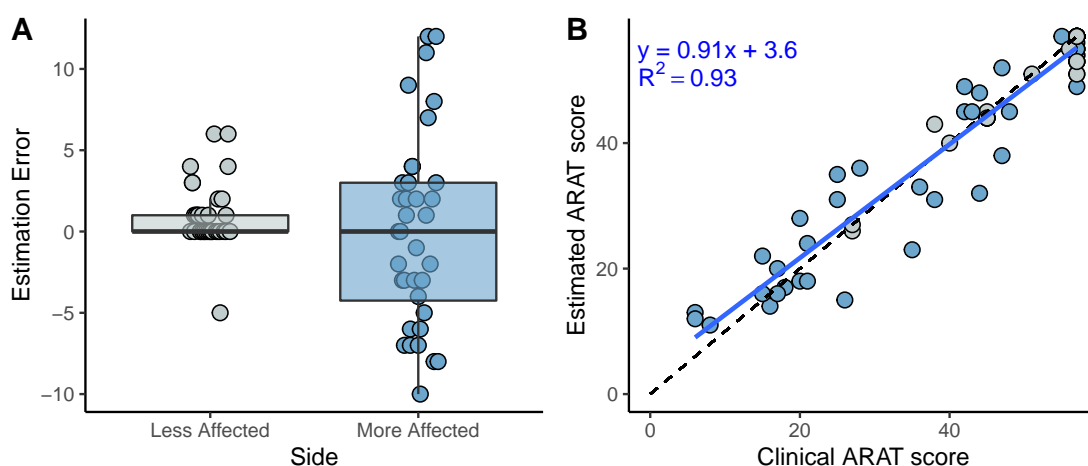 A
Estimation Error
10
5
0
−5
−10
Less Affected
More Affected
Side
B
y = 0.91x + 3.6
R² = 0.93
Estimated ARAT score
40
20
0
0
20
40
Clinical ARAT score